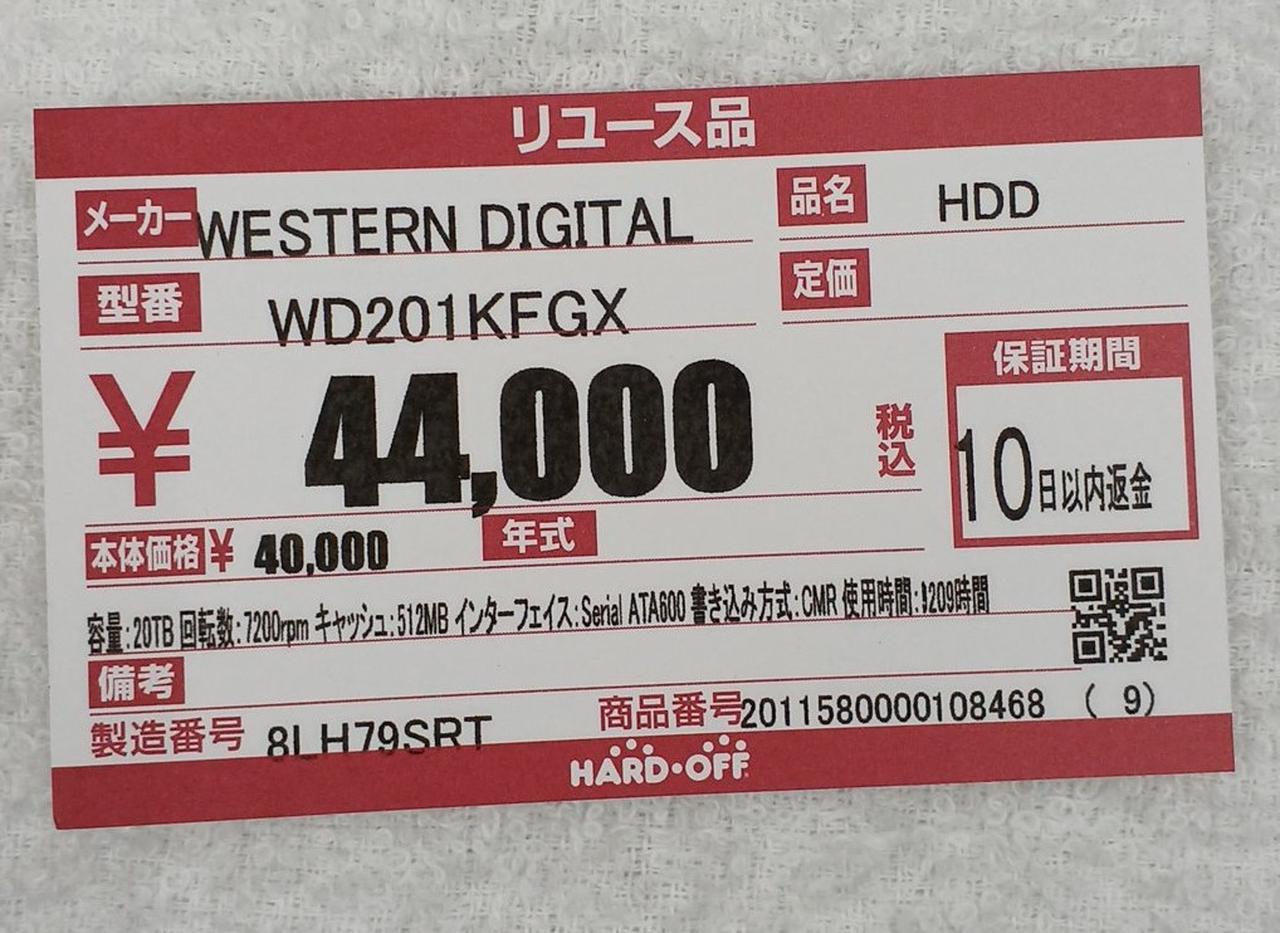 リユース品
メーカー WESTERN DIGITAL 品名 HDD
型番 WD201KFGX 定価
¥ 44,000 税込
保証期間
10日以内返金
本体価格 ¥ 40,000 年式
容量:20TB 回転数:7200rpm キャッシュ:512MB インターフェイス:Serial ATA600 書き込み方式:CMR 使用時間:
備考
製造番号 8LH79SRT 商品番号 2011580000108468 ( 9)
HARD・OFF